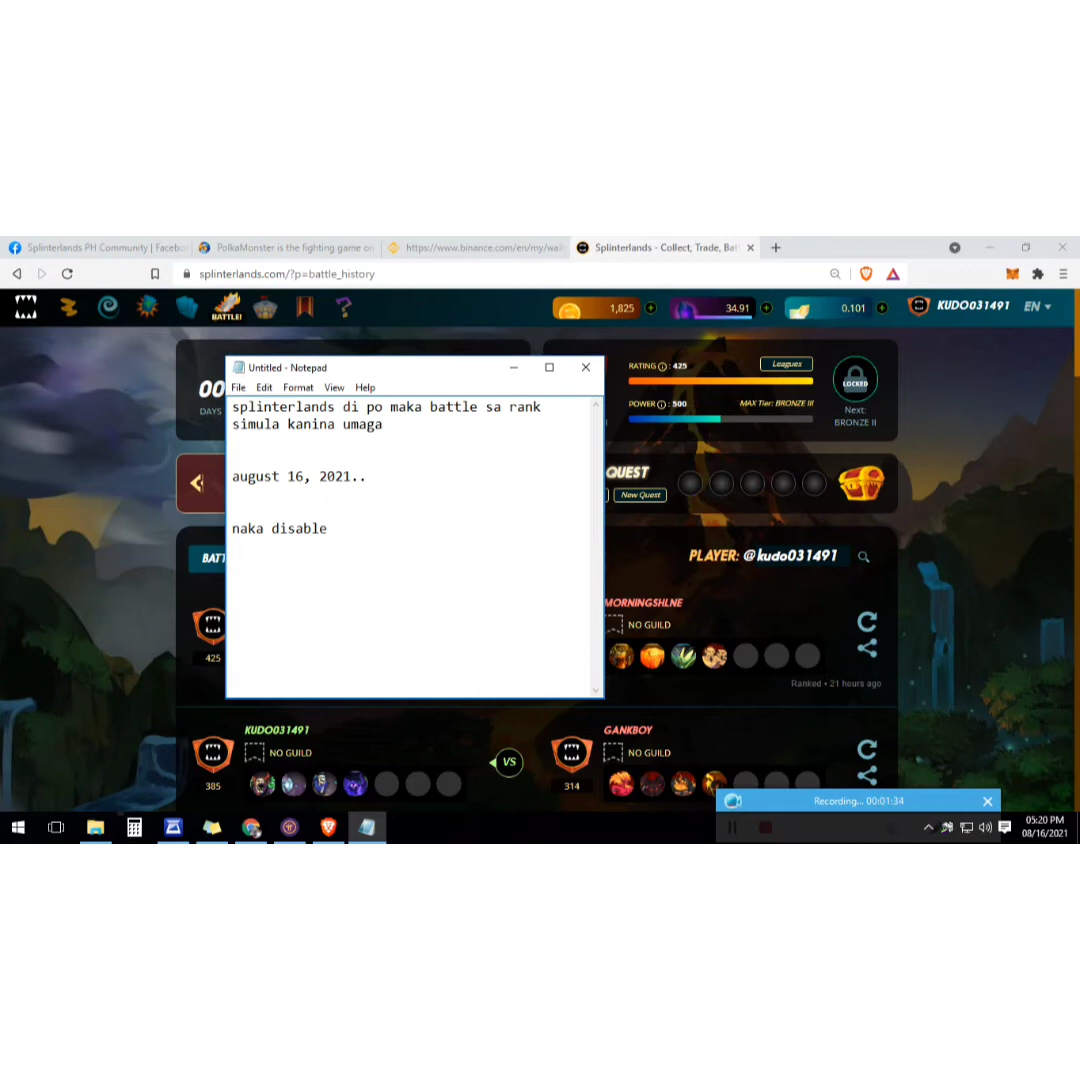 Splinterlands PH Community | Facebo
PolkaMonster is the fighting game on
https://www.binance.com/en/my/wall
Splinterlands - Collect, Trade, Bat
splinterlands.com/?p=battle_history
BATTLE!
1,825
34.91
0.101
KUDO031491
EN
00
DAYS
Untitled - Notepad
File Edit Format View Help
splinterlands di po maka battle sa rank
simula kanina umaga
august 16, 2021..
naka disable
RATING : 425
Leagues
POWER : 500
MAX Tier: BRONZE III
LOCKED
Next:
BRONZE II
QUEST
New Quest
BATT
PLAYER: @kudo031491
425
MORNINGSHLNE
NO GUILD
Ranked • 21 hours ago
KUDO031491
NO GUILD
385
VS
GANKBOY
NO GUILD
314
Recording... 00:01:34
05:20 PM
08/16/2021